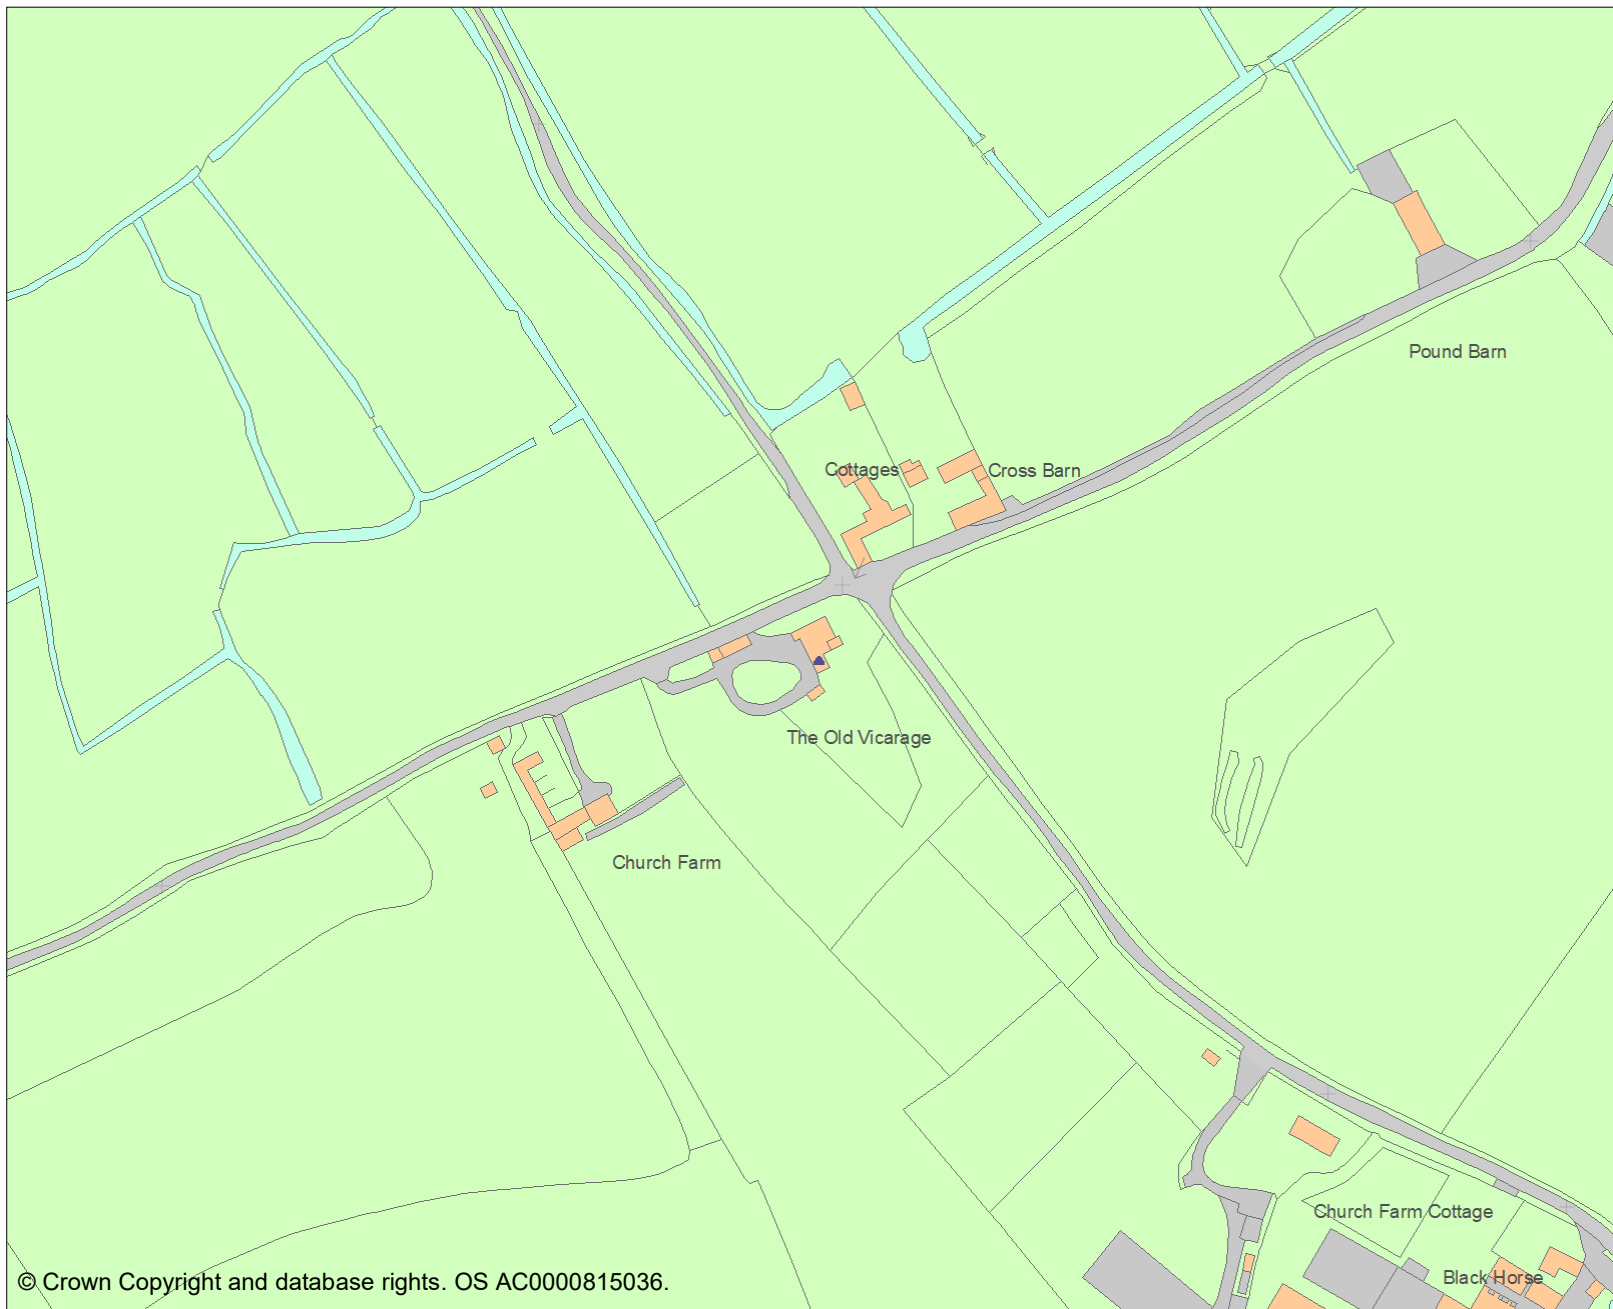 Pound Barn
Cottages
Cross Barn
The Old Vicarage
Church Farm
Church Farm Cottage
Black Horse
© Crown Copyright and database rights. OS AC0000815036.